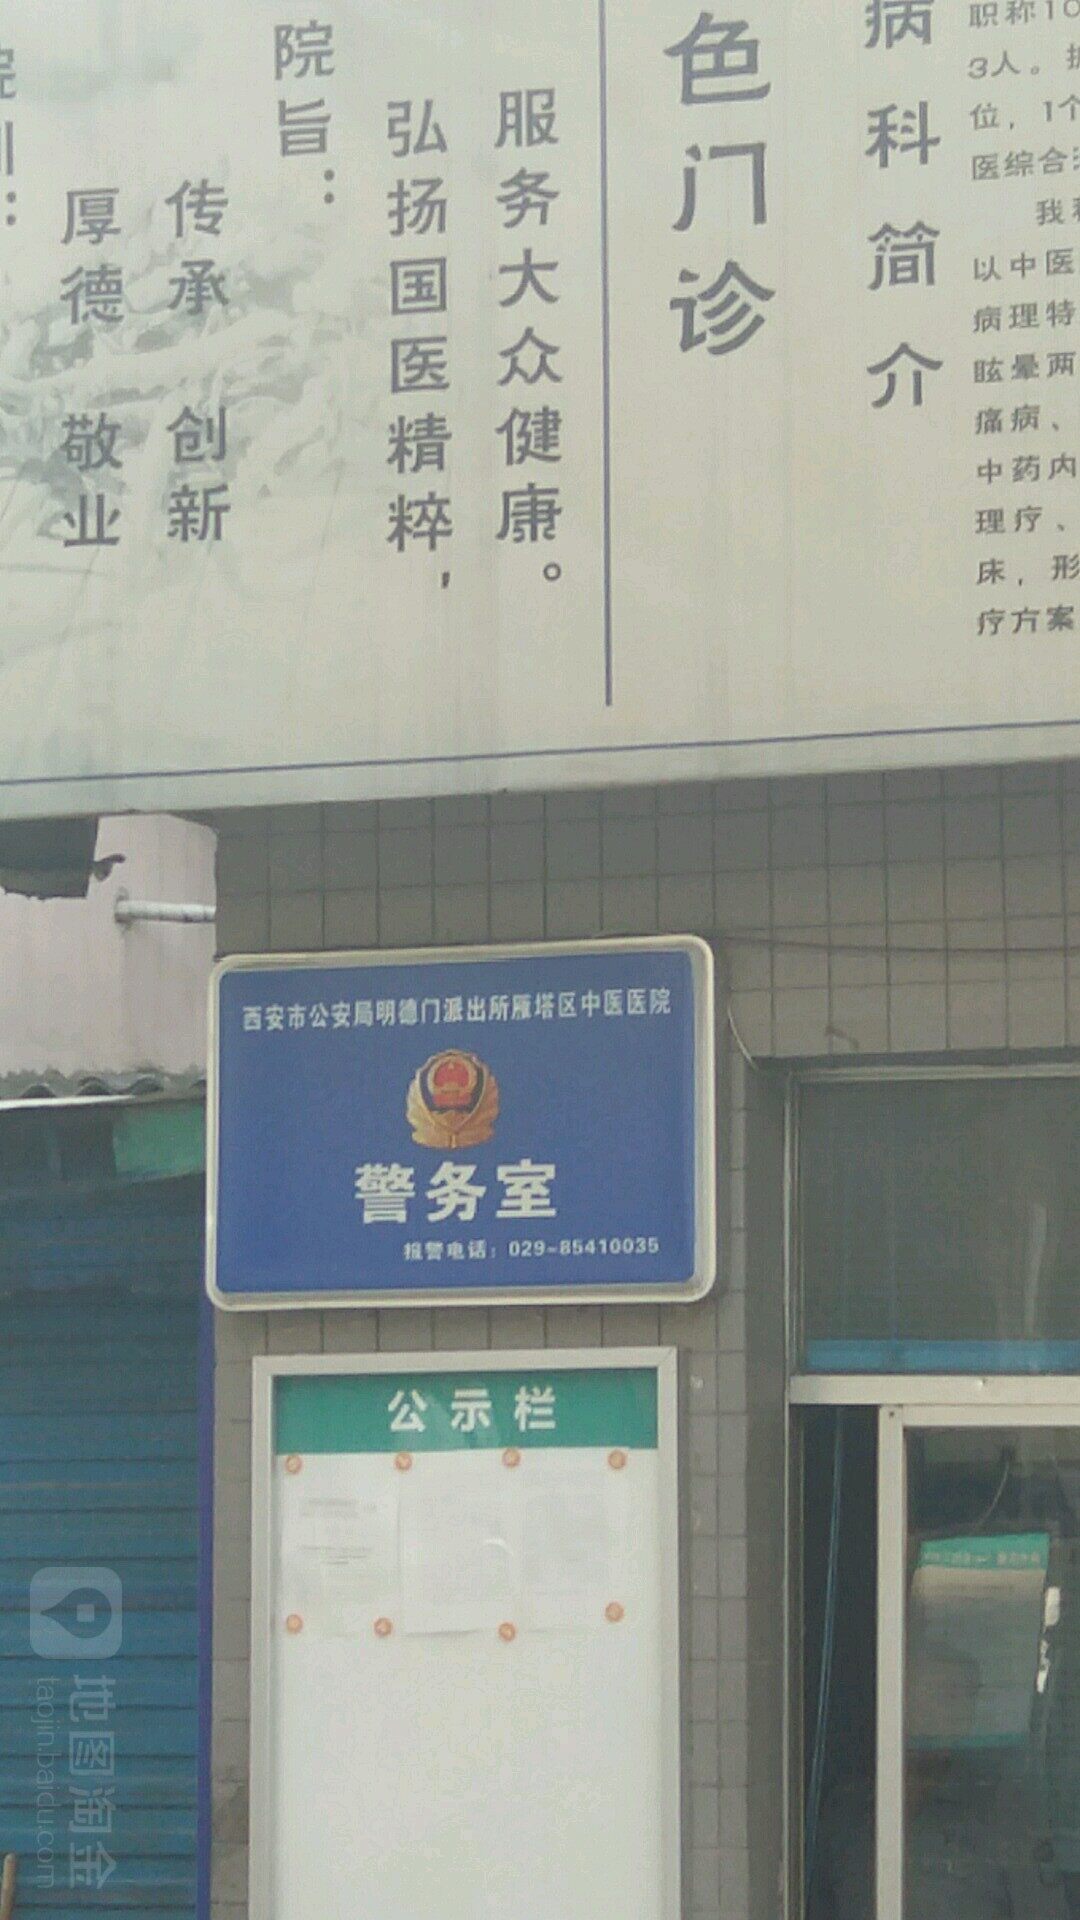 院训：
厚德 敬业
传承 创新
院旨：
弘扬国医精粹，
服务大众健康。
色门诊
病科简介
职称10
3人。
位，1个
医综合
我
以中医
病理特
眩晕两
痛病、
中药内
理疗、
床，形
疗方案
西安市公安局明德门派出所雁塔区中医医院
警务室
报警电话：029-85410035
公示栏
地图淘金
taojin.baidu.com